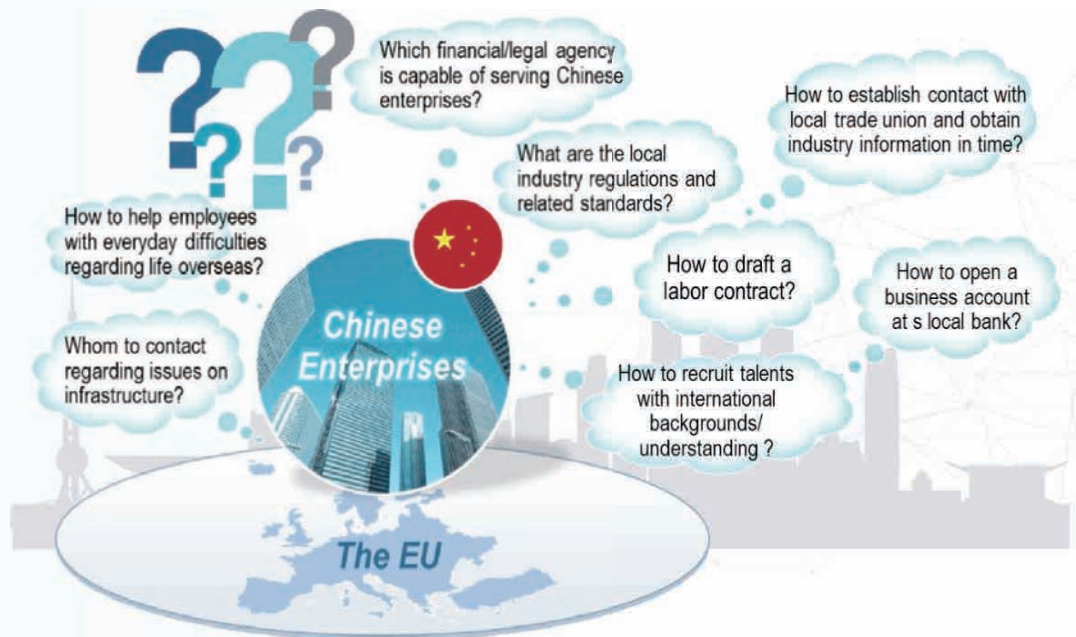 Which financial/legal agency
is capable of serving Chinese
enterprises?
How to establish contact with
local trade union and obtain
industry information in time?
What are the local
industry regulations and
related standards?
How to help employees
with everyday difficulties
regarding life overseas?
How to draft a
labor contract?
How to open a
business account
at s local bank?
Chinese
Enterprises
Whom to contact
regarding issues on
infrastructure?
How to recruit talents
with international
backgrounds/
understanding ?
The EU